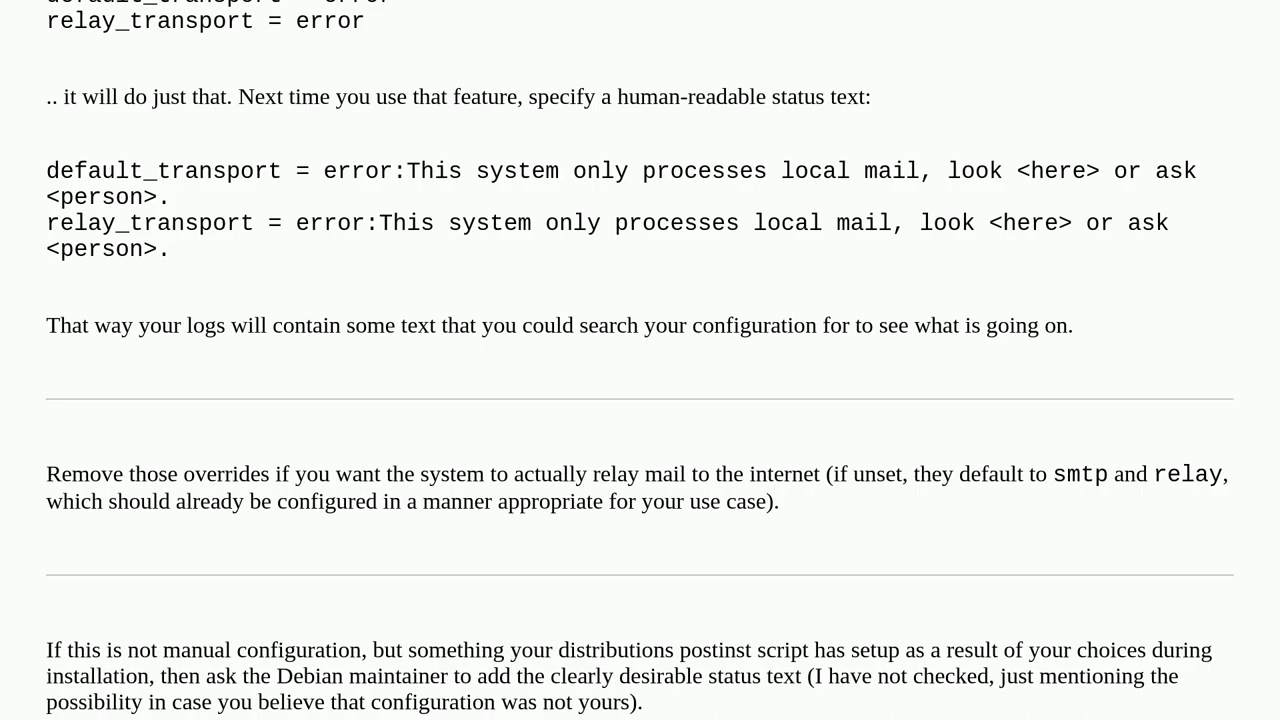 default_transport = error
relay_transport = error
.. it will do just that. Next time you use that feature, specify a human-readable status text:
default_transport = error:This system only processes local mail, look <here> or ask
<person>.
relay_transport = error:This system only processes local mail, look <here> or ask
<person>.
That way your logs will contain some text that you could search your configuration for to see what is going on.
Remove those overrides if you want the system to actually relay mail to the internet (if unset, they default to smtp and relay,
which should already be configured in a manner appropriate for your use case).
If this is not manual configuration, but something your distributions postinst script has setup as a result of your choices during
installation, then ask the Debian maintainer to add the clearly desirable status text (I have not checked, just mentioning the
possibility in case you believe that configuration was not yours).